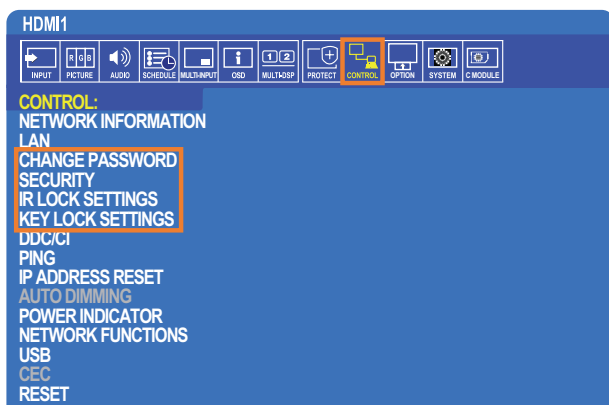 HDMI1
INPUT R G B PICTURE AUDIO SCHEDULE MULTI-INPUT OSD 1 2 MULTI-DSP PROTECT CONTROL OPTION SYSTEM C MODULE
CONTROL:
NETWORK INFORMATION
LAN
CHANGE PASSWORD
SECURITY
IR LOCK SETTINGS
KEY LOCK SETTINGS
DDC/CI
PING
IP ADDRESS RESET
AUTO DIMMING
POWER INDICATOR
NETWORK FUNCTIONS
USB
CEC
RESET